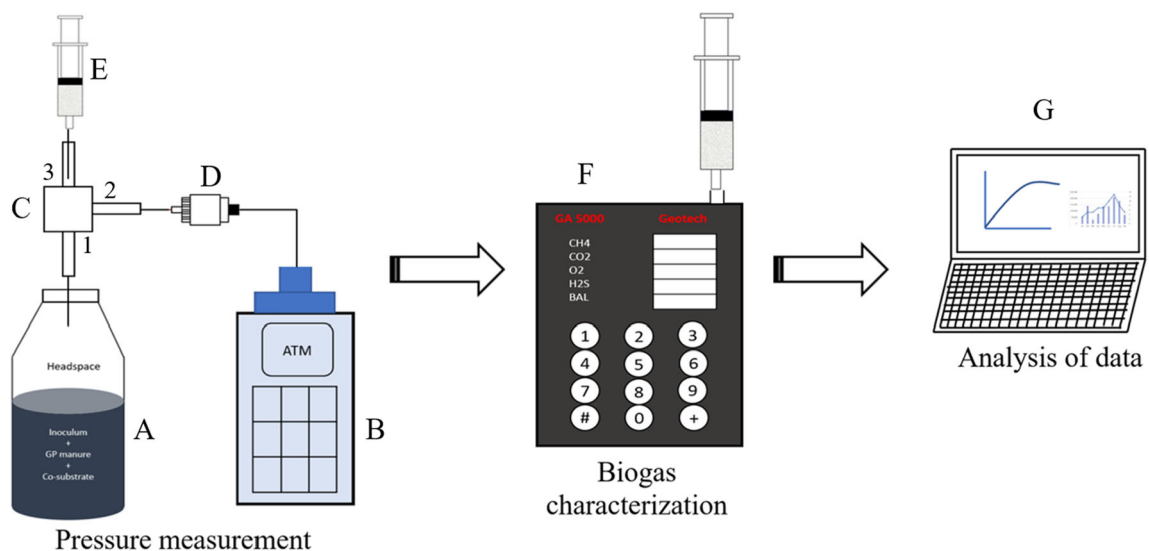 E
3
C
2
D
1
Headspace
A
Inoculum
+
GP manure
+
Co-substrate
ATM
B
Pressure measurement
F
GA 5000 Geotech
CH4
CO2
O2
H2S
BAL
1 2 3
4 5 6
7 8 9
# 0 +
Biogas
characterization
G
Analysis of data